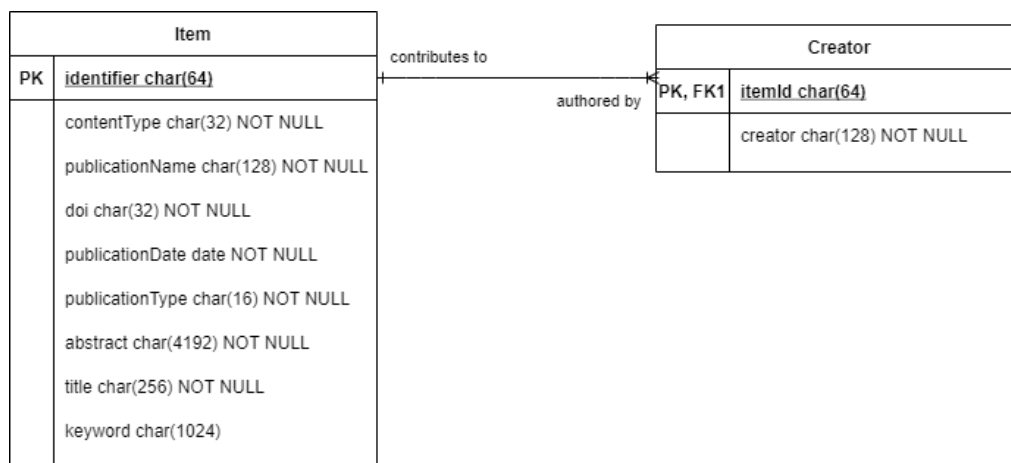 Item
PK identifier char(64)
contentType char(32) NOT NULL
publicationName char(128) NOT NULL
doi char(32) NOT NULL
publicationDate date NOT NULL
publicationType char(16) NOT NULL
abstract char(4192) NOT NULL
title char(256) NOT NULL
keyword char(1024)
contributes to
authored by
Creator
PK, FK1 itemId char(64)
creator char(128) NOT NULL